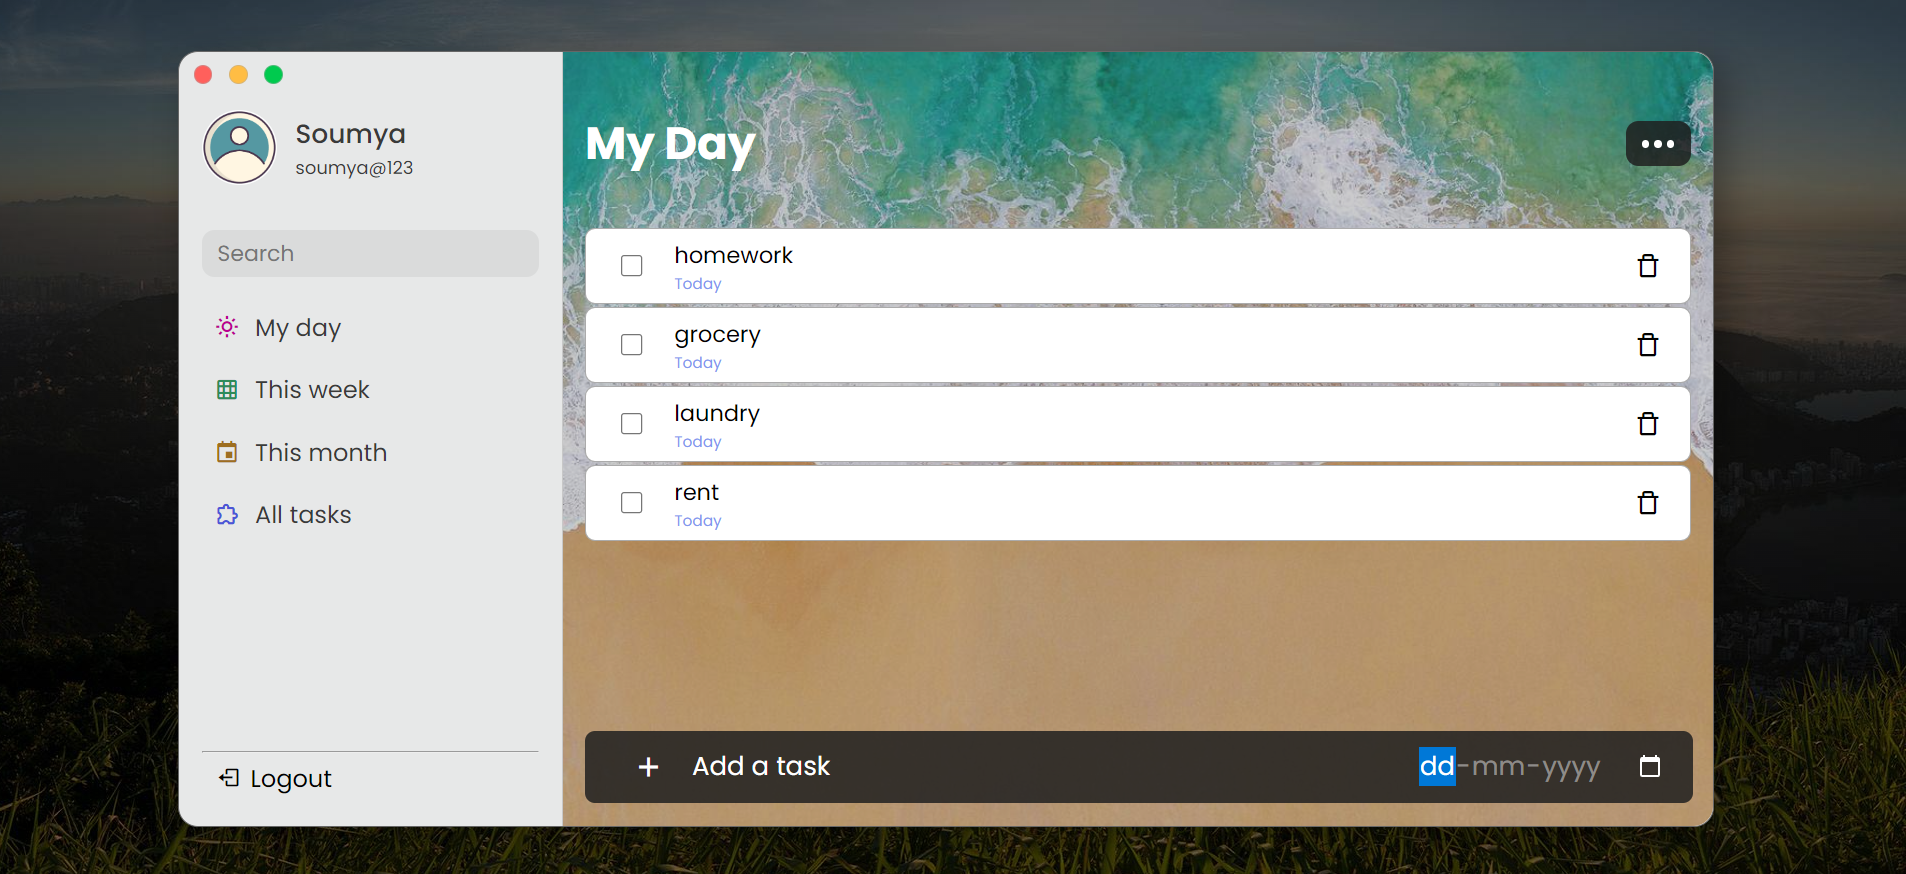 Soumya
soumya@123
Search
My day
This week
This month
All tasks
Logout
My Day
homework
Today
grocery
Today
laundry
Today
rent
Today
Add a task
dd-mm-yyyy